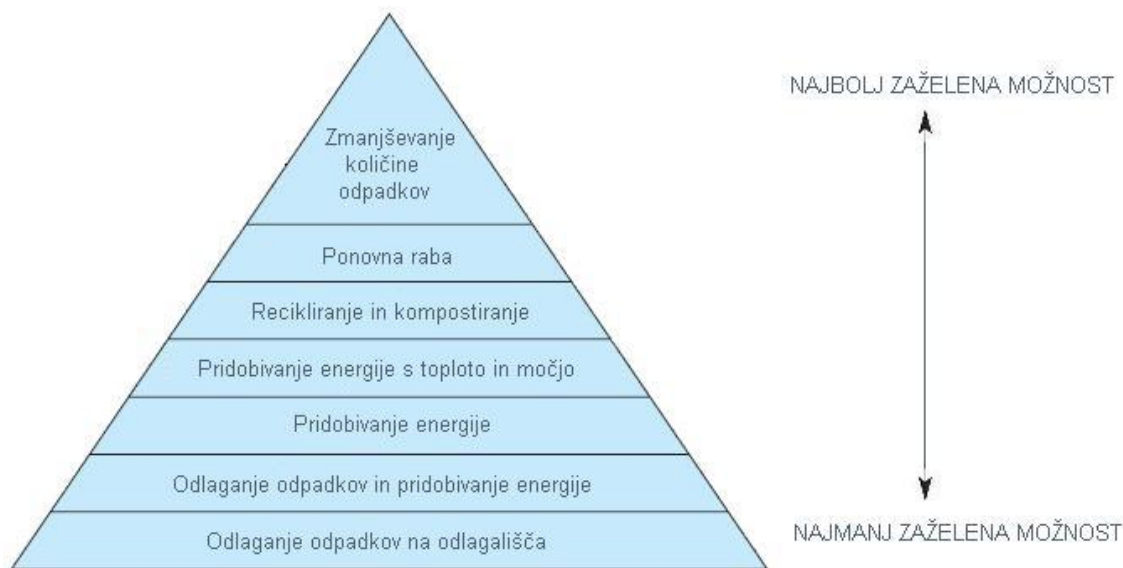 NAJBOLJ ZAŽELENA MOŽNOST
Zmanjševanje
količine
odpadkov
Ponovna raba
Recikliranje in kompostiranje
Pridobivanje energije s toploto in močjo
Pridobivanje energije
Odlaganje odpadkov in pridobivanje energije
Odlaganje odpadkov na odlagališča
NAJMANJ ZAŽELENA MOŽNOST